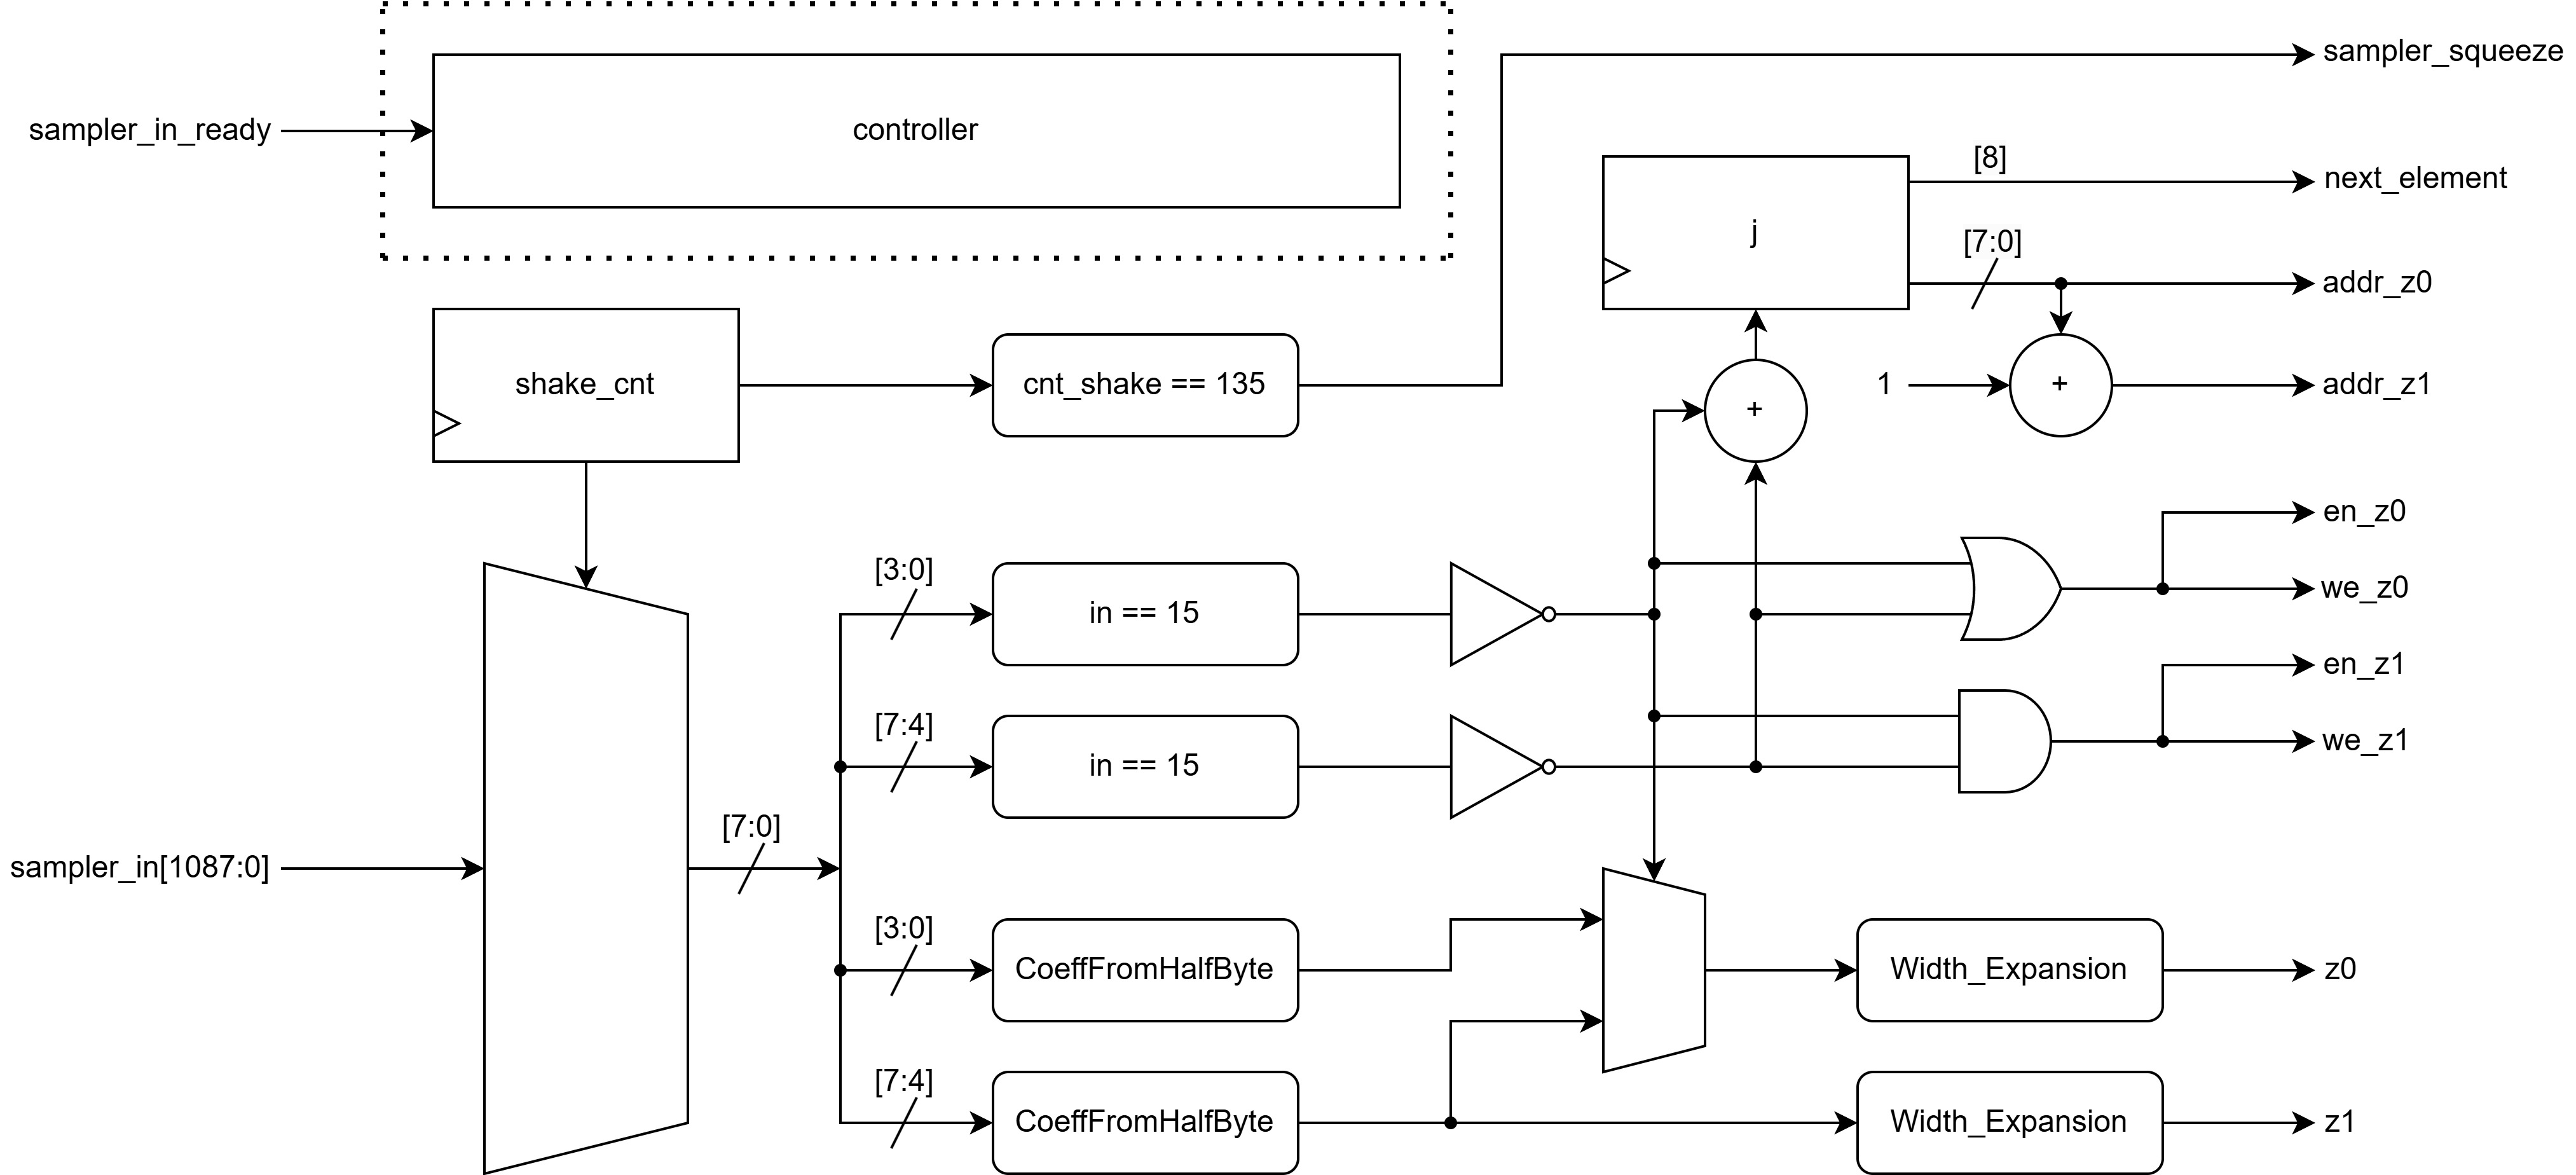 sampler_squeeze
sampler_in_ready
controller
[8]
next_element
j
[7:0]
addr_z0
shake_cnt
cnt_shake == 135
+
1
+
addr_z1
en_z0
[3:0]
in == 15
we_z0
en_z1
[7:4]
in == 15
we_z1
[7:0]
sampler_in[1087:0]
[3:0]
CoeffFromHalfByte
Width_Expansion
z0
[7:4]
CoeffFromHalfByte
Width_Expansion
z1